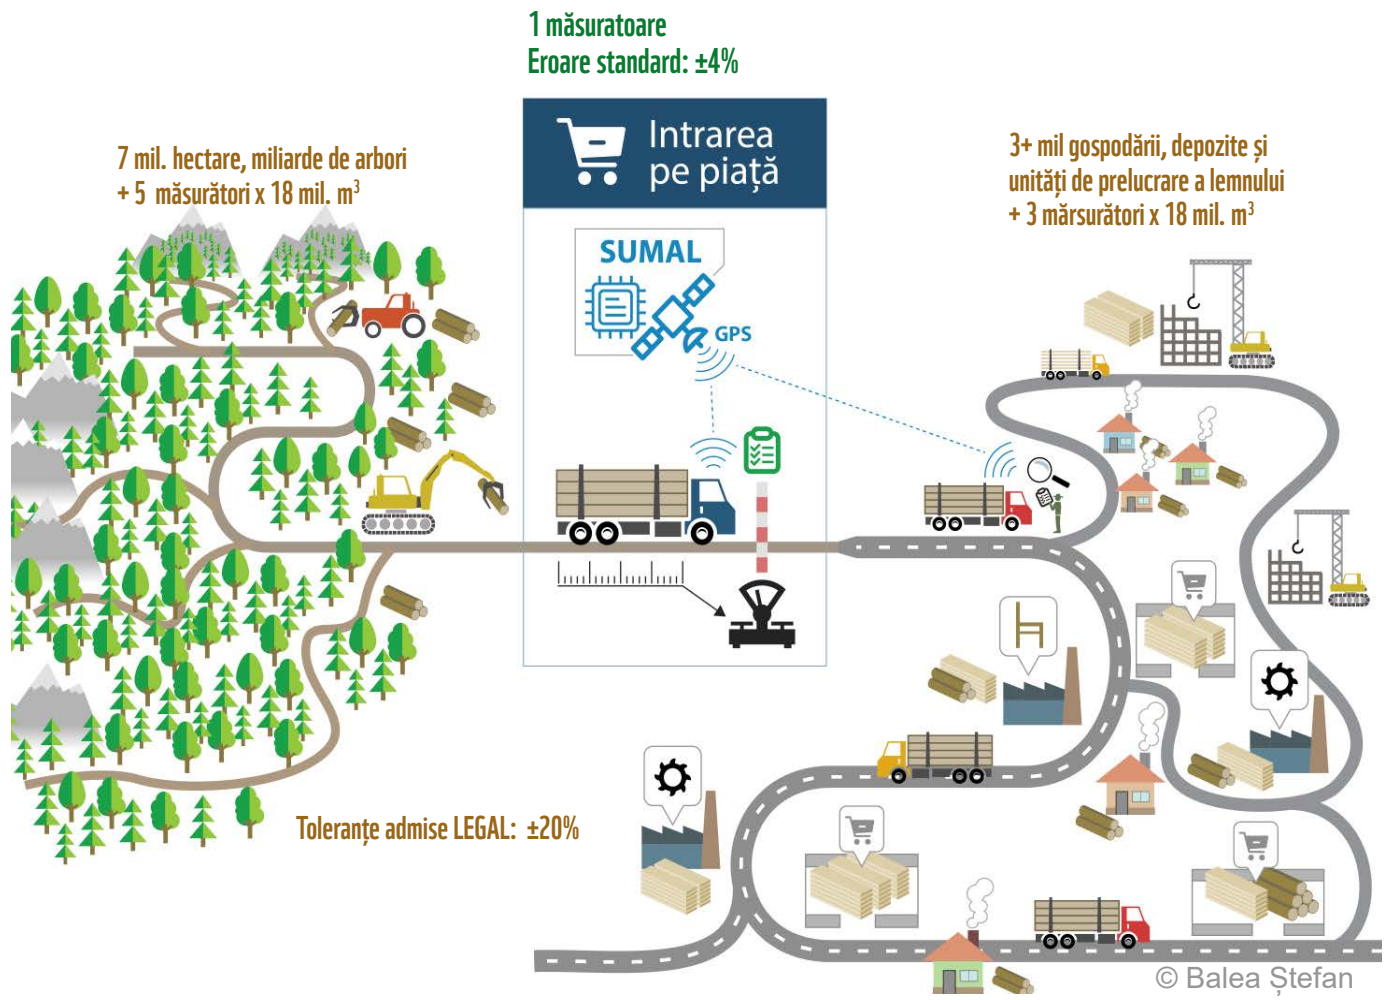 1 măsuratoare
Eroare standard: ±4%
Intrarea
pe piață
7 mil. hectare, miliarde de arbori
+ 5 măsurători x 18 mil. m³
3+ mil gospodării, depozite și
unități de prelucrare a lemnului
+ 3 mărsurători x 18 mil. m³
SUMAL
GPS
Toleranțe admise LEGAL: ±20%
© Balea Ștefan